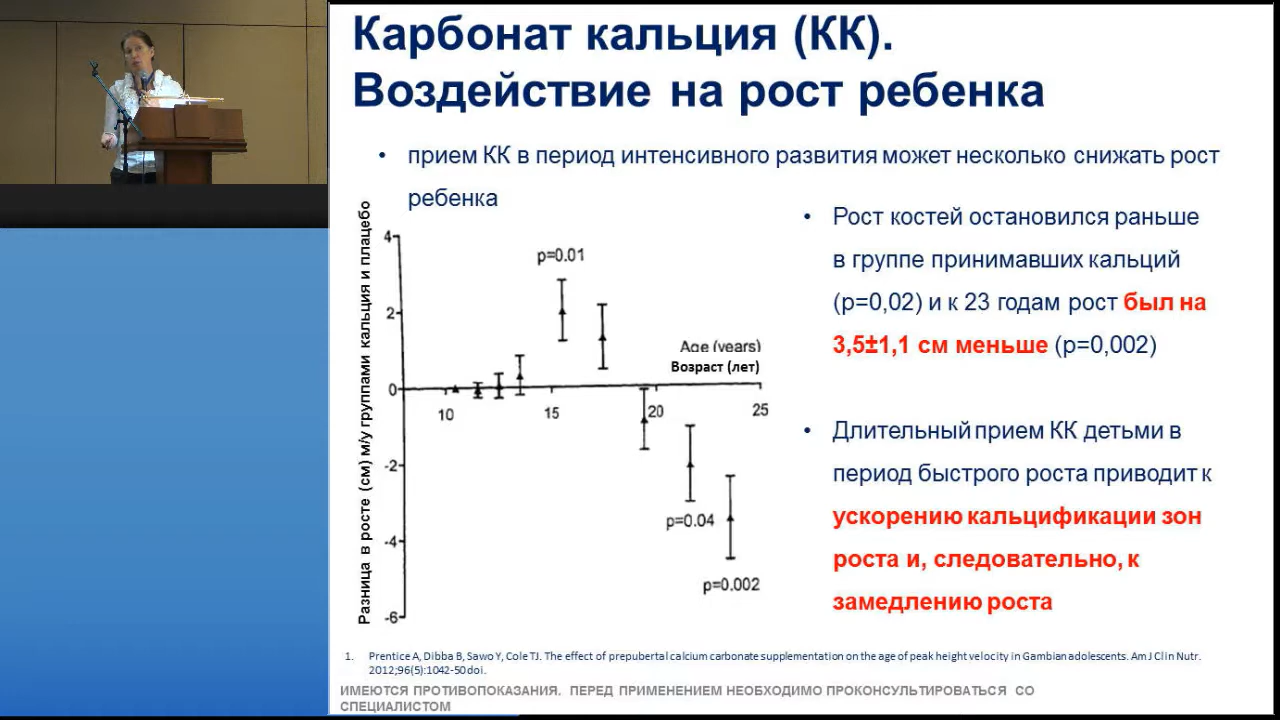 Карбонат кальция (КК).
Воздействие на рост ребенка
• прием КК в период интенсивного развития может несколько снижать рост
ребенка
Разница в росте (см) м/у группами кальция и плацебо
4
2
0
-2
-4
-6
10
15
20
25
p=0.01
Age (years)
Возраст (лет)
p=0.04
p=0.002
• Рост костей остановился раньше
в группе принимавших кальций
(p=0,02) и к 23 годам рост был на
3,5±1,1 см меньше (p=0,002)
• Длительный прием КК детьми в
период быстрого роста приводит к
ускорению кальцификации зон
роста и, следовательно, к
замедлению роста
1. Prentice A, Dibba B, Sawo Y, Cole TJ. The effect of prepubertal calcium carbonate supplementation on the age of peak height velocity in Gambian adolescents. Am J Clin Nutr.
2012;96(5):1042-50doi.
ИМЕЮТСЯ ПРОТИВОПОКАЗАНИЯ. ПЕРЕД ПРИМЕНЕНИЕМ НЕОБХОДИМО ПРОКОНСУЛЬТИРОВАТЬСЯ СО
СПЕЦИАЛИСТОМ